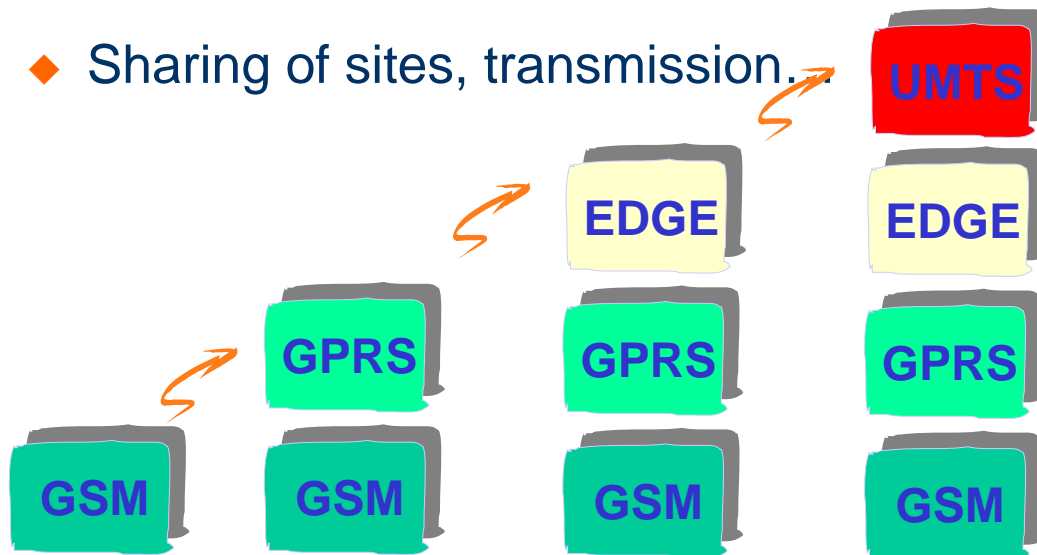 Sharing of sites, transmission...
UMTS
EDGE EDGE
GPRS GPRS GPRS
GSM GSM GSM GSM